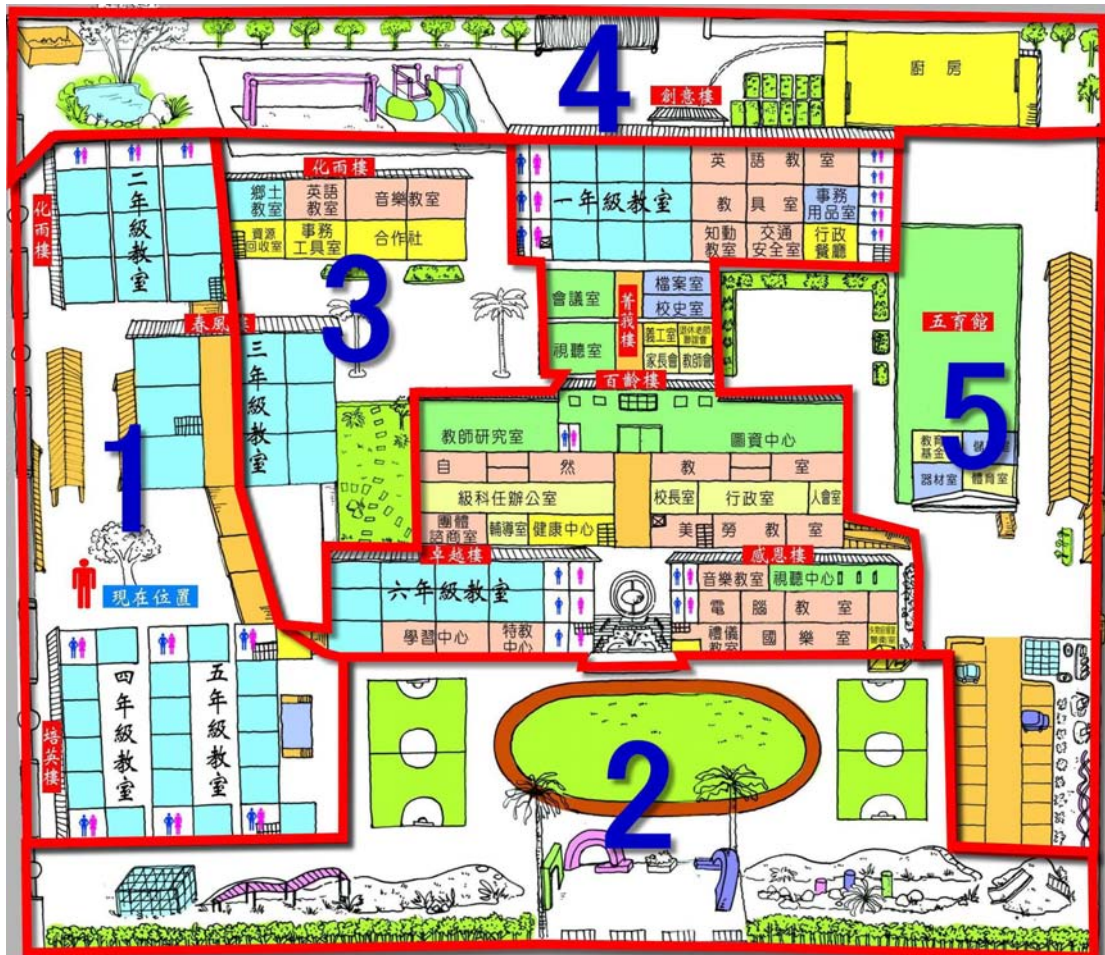 4
廚房
創意樓
化雨樓
二年級教室
化雨樓
鄉土教室
英語教室
音樂教室
資源回收室
事務工具室
合作社
一年級教室
英語教室
教具室
事務用品室
知動教室
交通安全室
行政餐廳
3
春風樓
三年級教室
會議室
檔案室
校史室
菁莪樓
視聽室
義工室
退休老師聯誼會
家長會
教師會
五育館
5
教育基金
器材室
體育室
百齡樓
教師研究室
圖資中心
自然教室
級科任辦公室
校長室
行政室
人會室
團體諮商室
輔導室
健康中心
美勞教室
1
現在位置
卓越樓
六年級教室
學習中心
特教中心
感恩樓
音樂教室
視聽中心
電腦教室
禮儀教室
國樂室
培英樓
四年級教室
五年級教室
2